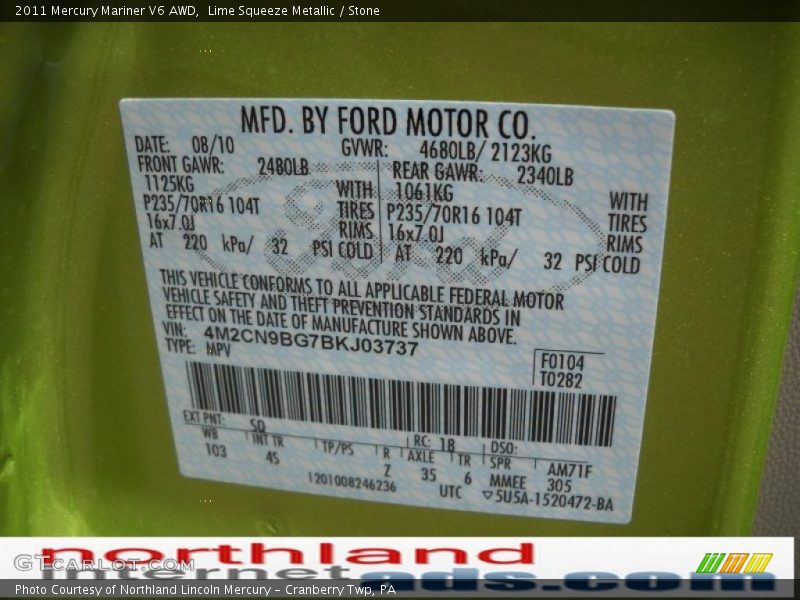 2011 Mercury Mariner V6 AWD,  Lime Squeeze Metallic / Stone
MFD. BY FORD MOTOR CO.
DATE: 08/10 GVWR: 4680LB/ 2123KG
FRONT GAWR: 2480LB REAR GAWR: 2340LB
1125KG WITH 1061KG WITH
P235/70R16 104T TIRES P235/70R16 104T TIRES
16x7.0J RIMS 16x7.0J RIMS
AT 220 kPa/ 32 PSI COLD AT 220 kPa/ 32 PSI COLD
THIS VEHICLE CONFORMS TO ALL APPLICABLE FEDERAL MOTOR
VEHICLE SAFETY AND THEFT PREVENTION STANDARDS IN
EFFECT ON THE DATE OF MANUFACTURE SHOWN ABOVE.
VIN: 4M2CN9BG7BKJ03737
TYPE: MPV
F0104
T0282
EXT PNT: SQ RC: 18 DSO:
WB INT TR TP/PS R AXLE TR SPR AM71F
103 4S Z 35 6 MMEE 305
1201008246236 UTC ▽5U5A-1520472-BA
Ford
northland
internetads.com
GTCarLot.com
Photo Courtesy of Northland Lincoln Mercury - Cranberry Twp, PA